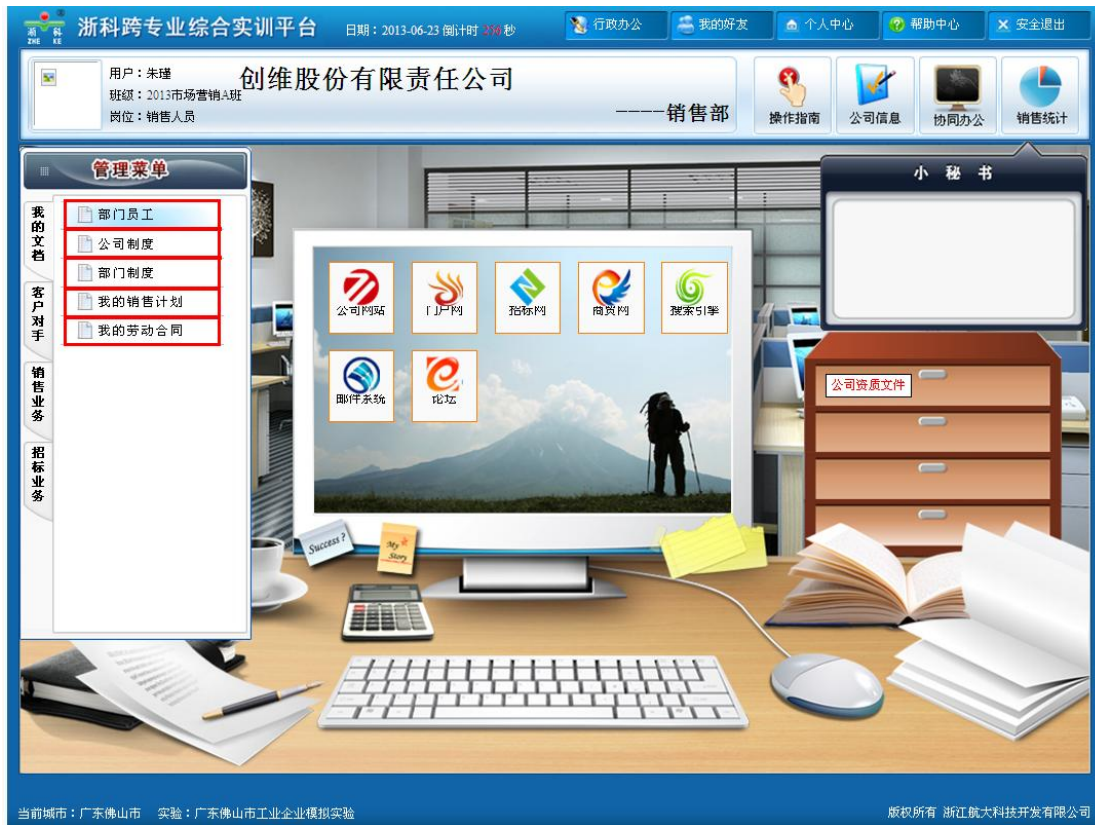 浙科
ZHE KE
浙科跨专业综合实训平台
日期：2013-06-23 倒计时 秒
行政办公
我的好友
个人中心
帮助中心
安全退出
用户：朱瑾
班级：2013市场营销A班
岗位：销售人员
创维股份有限责任公司
----销售部
操作指南
公司信息
协同办公
销售统计
管理菜单
我的文档
客户对手
销售业务
招标业务
部门员工
公司制度
部门制度
我的销售计划
我的劳动合同
公司网站
门户网
招标网
商贸网
搜索引擎
邮件系统
论坛
小秘书
公司资质文件
Success?
My Story
当前城市：广东佛山市 实验：广东佛山市工业企业模拟实验
版权所有 浙江航大科技开发有限公司